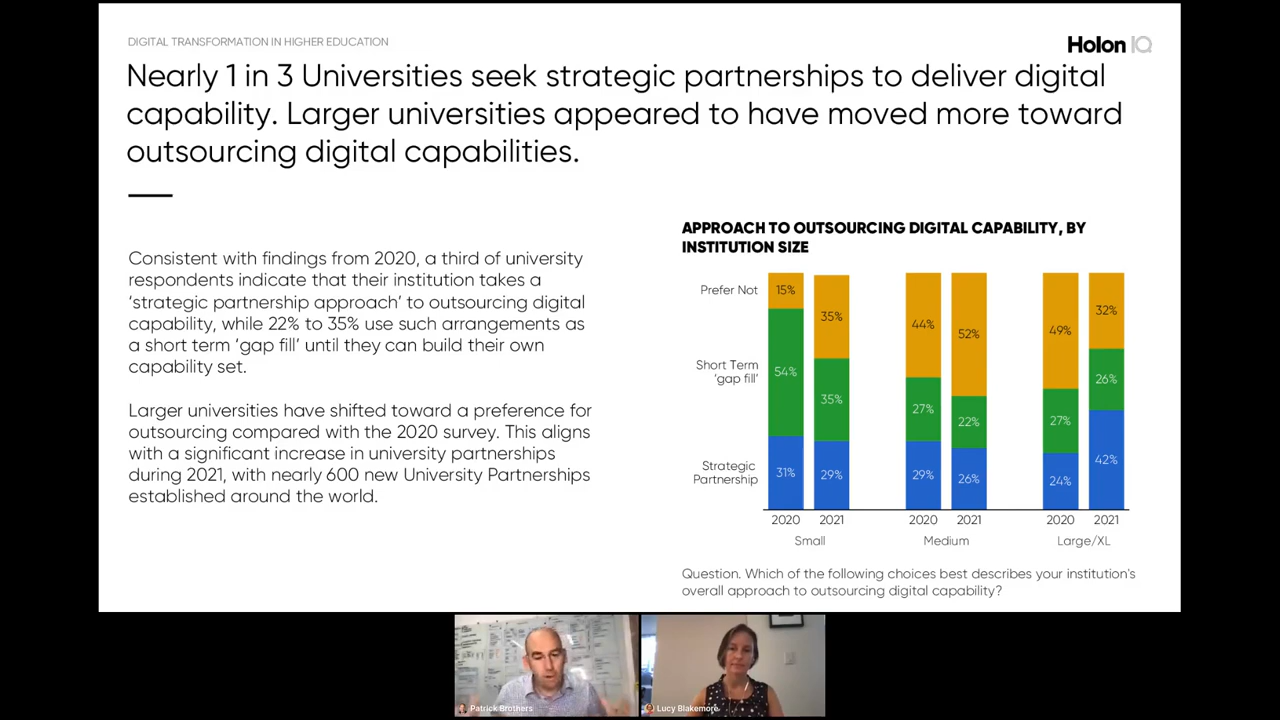 DIGITAL TRANSFORMATION IN HIGHER EDUCATION
Holon IQ
Nearly 1 in 3 Universities seek strategic partnerships to deliver digital
capability. Larger universities appeared to have moved more toward
outsourcing digital capabilities.
Consistent with findings from 2020, a third of university
respondents indicate that their institution takes a
‘strategic partnership approach’ to outsourcing digital
capability, while 22% to 35% use such arrangements as
a short term ‘gap fill’ until they can build their own
capability set.
Larger universities have shifted toward a preference for
outsourcing compared with the 2020 survey. This aligns
with a significant increase in university partnerships
during 2021, with nearly 600 new University Partnerships
established around the world.
APPROACH TO OUTSOURCING DIGITAL CAPABILITY, BY
INSTITUTION SIZE
Prefer Not
15%
35%
44%
52%
49%
32%
Short Term
‘gap fill’
54%
35%
27%
22%
27%
26%
Strategic
Partnership
31%
29%
29%
26%
24%
42%
2020 2021 2020 2021 2020 2021
Small Medium Large/XL
Question. Which of the following choices best describes your institution's
overall approach to outsourcing digital capability?
Patrick Brothers
Lucy Blakemore